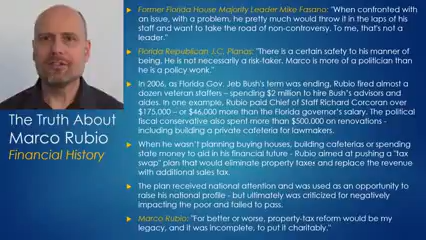 The Truth About
Marco Rubio
Financial History
• Former Florida House Majority Leader Mike Fasano: "When confronted with
an issue, with a problem, he pretty much would throw it in the laps of his
staff and want to take the road of non-controversy. To me, that's not a
leader."
• Florida Republican J.C. Planas: "There is a certain safety to his manner of
being. He is not necessarily a risk-taker. Marco is more of a politician than
he is a policy wonk."
• In 2006, as Florida Gov. Jeb Bush's term was ending, Rubio fired almost a
dozen veteran staffers – spending $2 million to hire Bush's advisors and
aides. In one example, Rubio paid Chief of Staff Richard Corcoran over
$175,000 – or $46,000 more than the Florida governor's salary. The political
fiscal conservative also spent more than $500,000 on renovations -
including building a private cafeteria for lawmakers.
• When he wasn't planning buying houses, building cafeterias or spending
state money to aid in his financial future - Rubio aimed at pushing a "tax
swap" plan that would eliminate property taxes and replace the revenue
with additional sales tax.
• The plan received national attention and was used as an opportunity to
raise his national profile - but ultimately was criticized for negatively
impacting the poor and failed to pass.
• Marco Rubio: "For better or worse, property-tax reform would be my
legacy, and it was incomplete, to put it charitably."